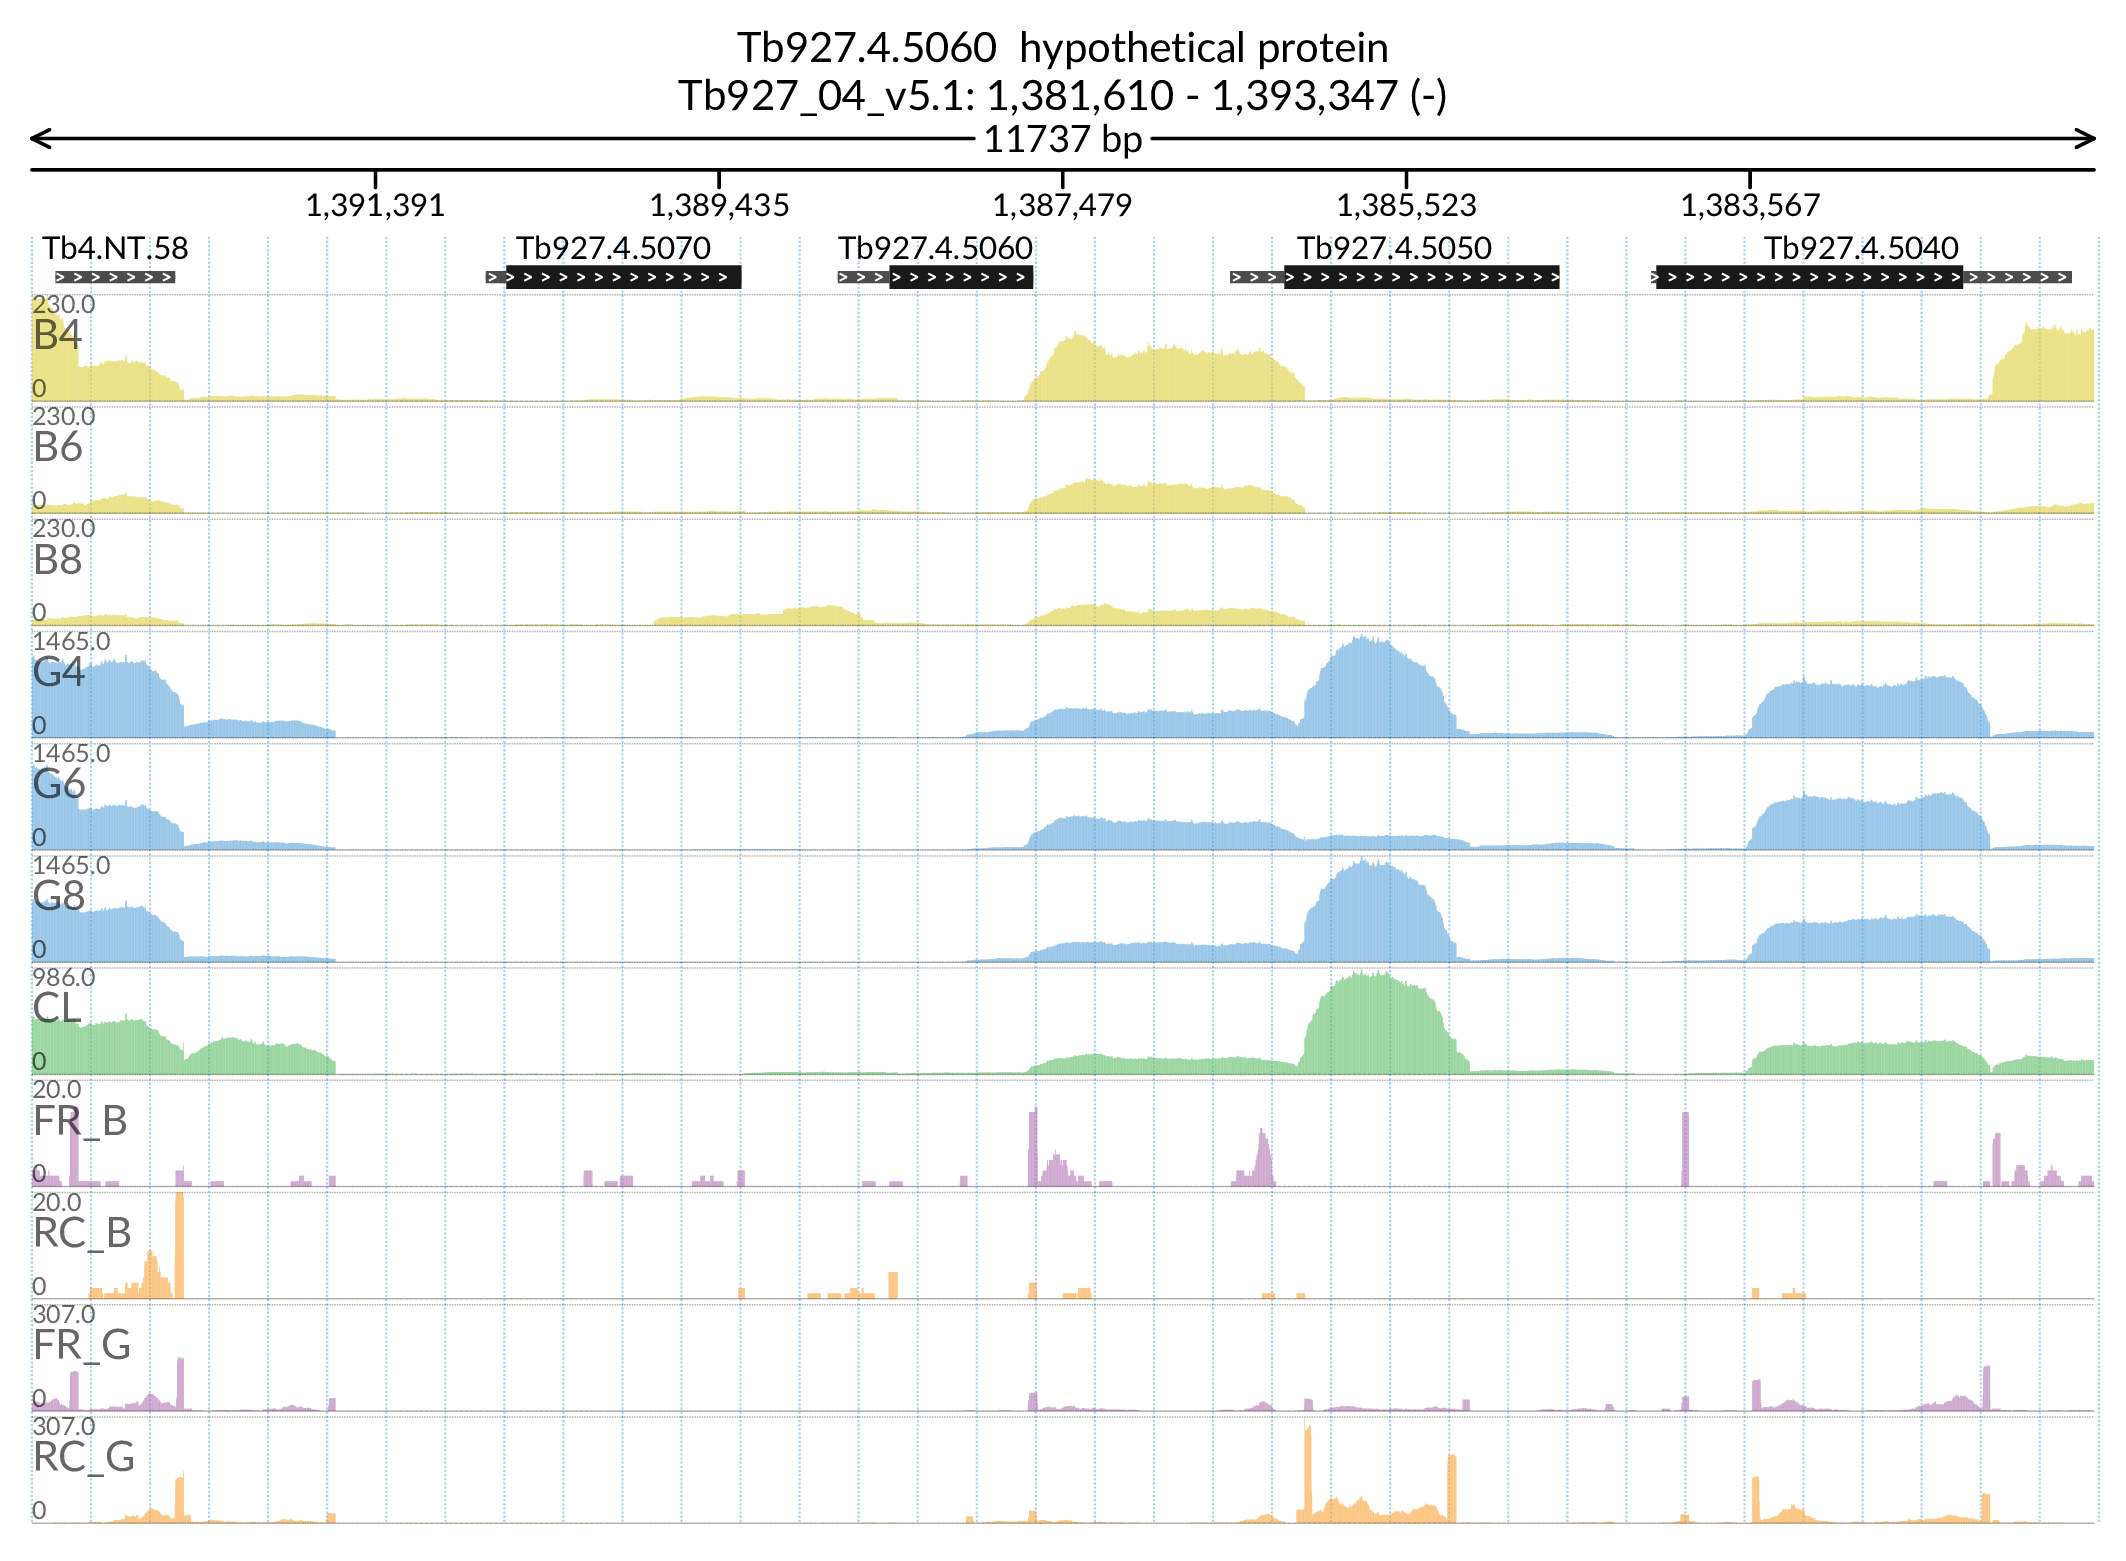 Tb927.4.5060 hypothetical protein
Tb927_04_v5.1: 1,381,610 - 1,393,347 (-)
11737 bp
1,391,391 1,389,435 1,387,479 1,385,523 1,383,567
Tb4.NT.58 Tb927.4.5070 Tb927.4.5060 Tb927.4.5050 Tb927.4.5040
230.0
B4
0
230.0
B6
0
230.0
B8
0
1465.0
G4
0
1465.0
G6
0
1465.0
G8
0
986.0
CL
0
20.0
FR_B
0
20.0
RC_B
0
307.0
FR_G
0
307.0
RC_G
0